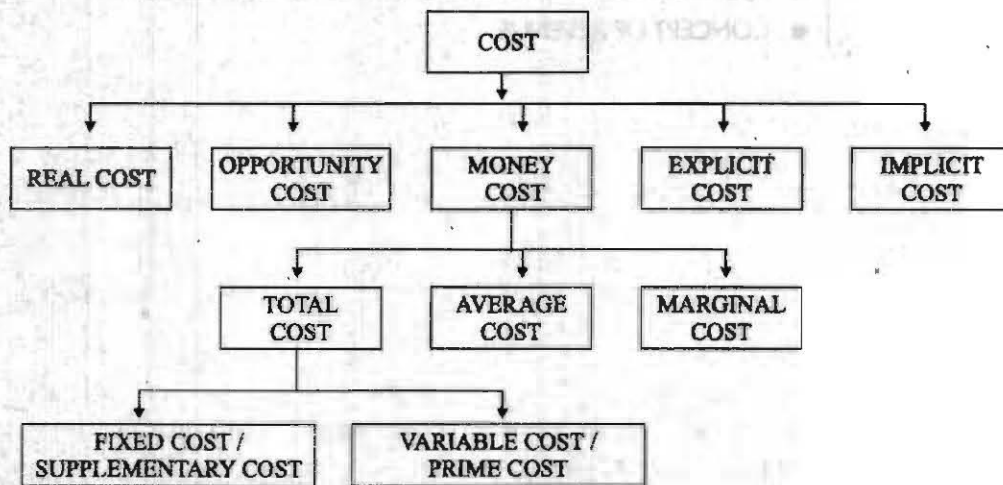 COST
REAL COST
OPPORTUNITY
COST
MONEY
COST
EXPLICIT
COST
IMPLICIT
COST
TOTAL
COST
AVERAGE
COST
MARGINAL
COST
FIXED COST /
SUPPLEMENTARY COST
VARIABLE COST /
PRIME COST